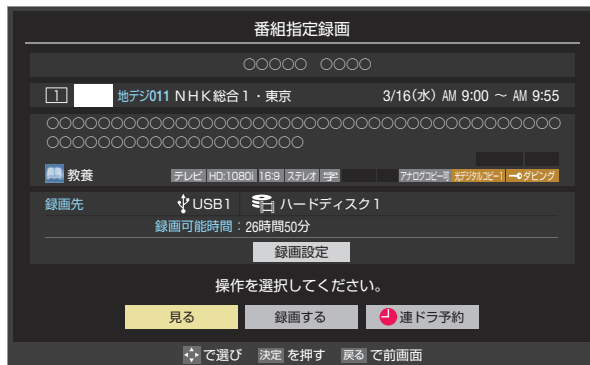 番組指定録画
○○○○○ ○○○○
1 地デジ011 NHK総合1・東京 3/16(水) AM 9:00 ～ AM 9:55
○○○○○○○○○○○○○○○○○○○○○○○○○○○○○○○○○
○○○○○○○○○○○○○○○○
教養 テレビ HD:1080i 16:9 ステレオ 字 アナログコピー可 光デジタルコピー1 ダビング
録画先 USB1 ハードディスク1
録画可能時間：26時間50分
録画設定
操作を選択してください。
見る 録画する 連ドラ予約
で選び 決定 を押す 戻る で前画面